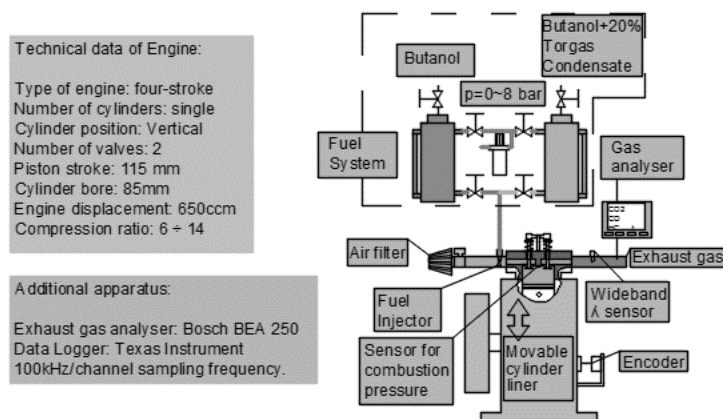 Technical data of Engine:
Type of engine: four-stroke
Number of cylinders: single
Cylinder position: Vertical
Number of valves: 2
Piston stroke: 115 mm
Cylinder bore: 85mm
Engine displacement: 650ccm
Compression ratio: 6 ÷ 14
Additional apparatus:
Exhaust gas analyser: Bosch BEA 250
Data Logger: Texas Instrument
100kHz/channel sampling frequency.
Butanol
Butanol+20%
Torgas
Condensate
p=0~8 bar
Fuel
System
Gas
analyser
CO2
CO
Air filter
Exhaust gas
Fuel
Injector
Wideband
λ sensor
Sensor for
combustion
pressure
Movable
cylinder
liner
Encoder